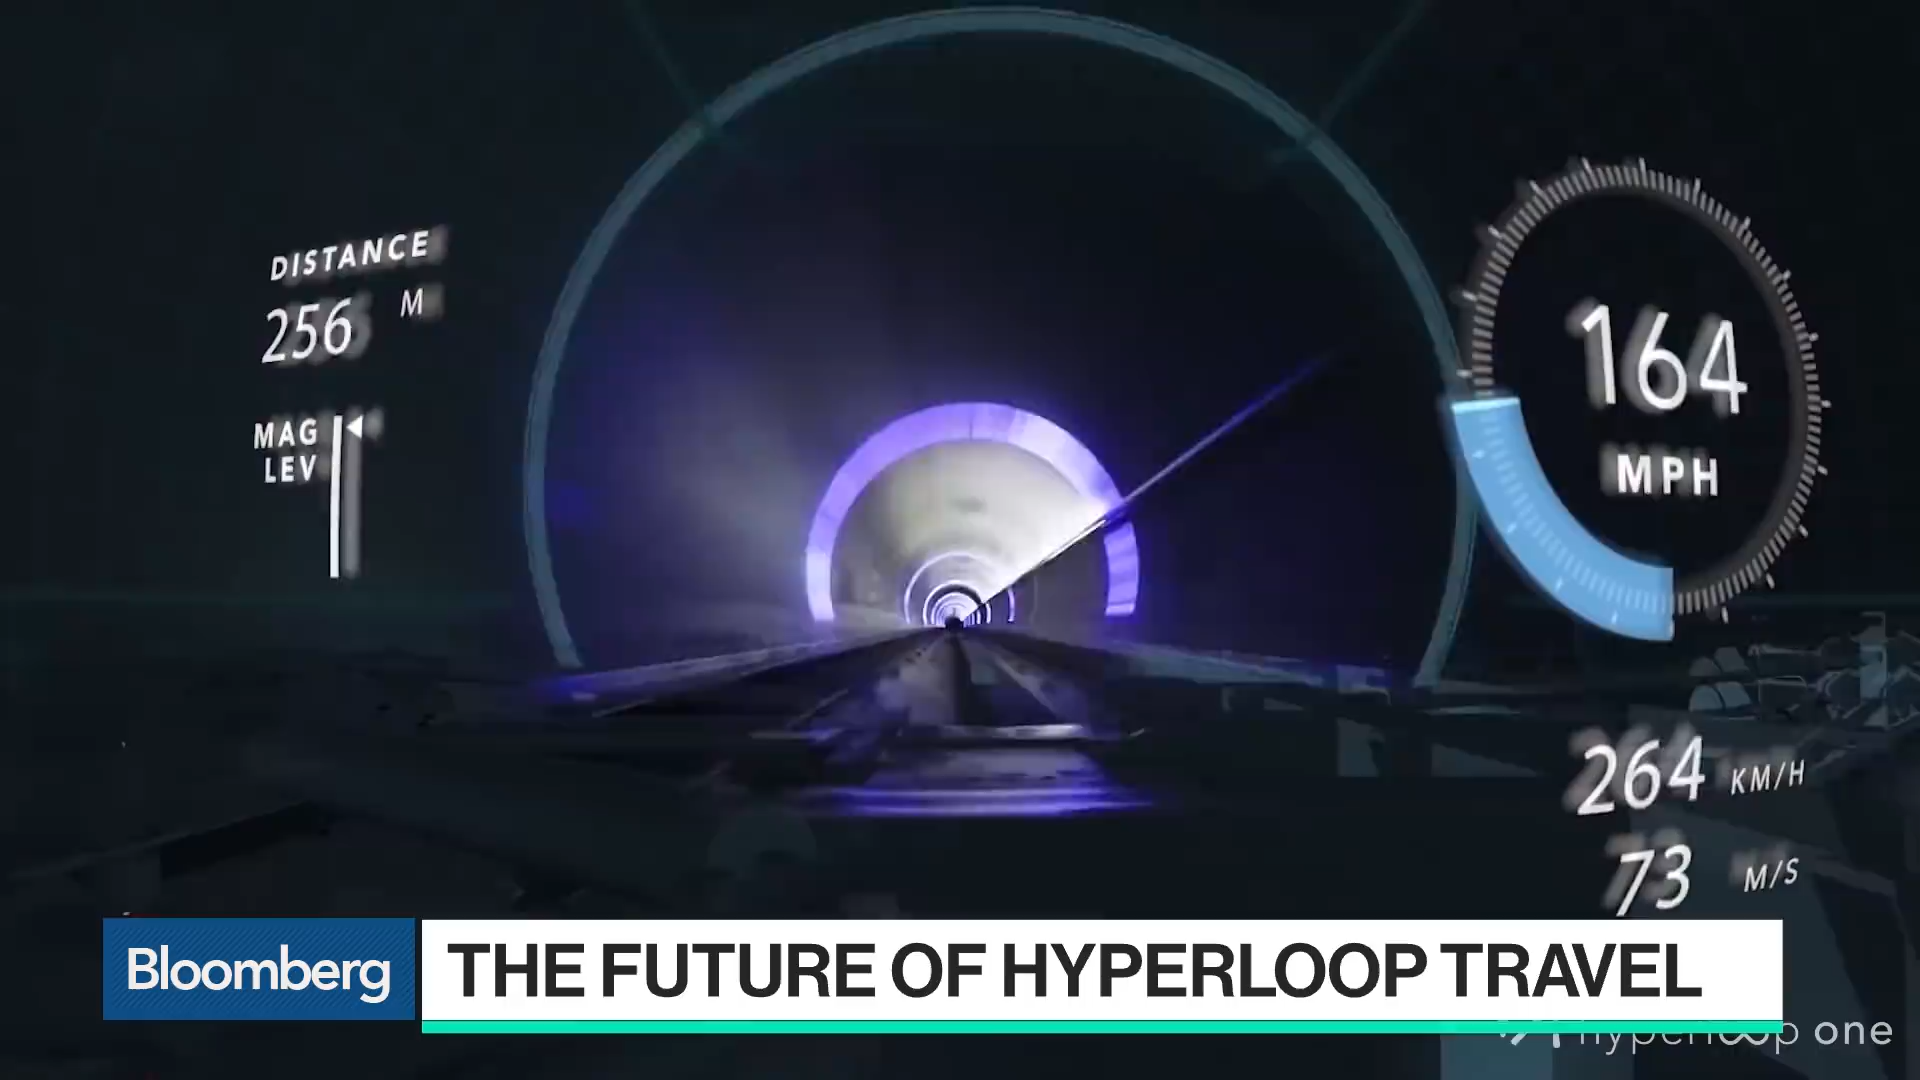 DISTANCE
256 M
MAG
LEV
164
MPH
264 KM/H
73 M/S
Bloomberg
THE FUTURE OF HYPERLOOP TRAVEL
hyperloop one